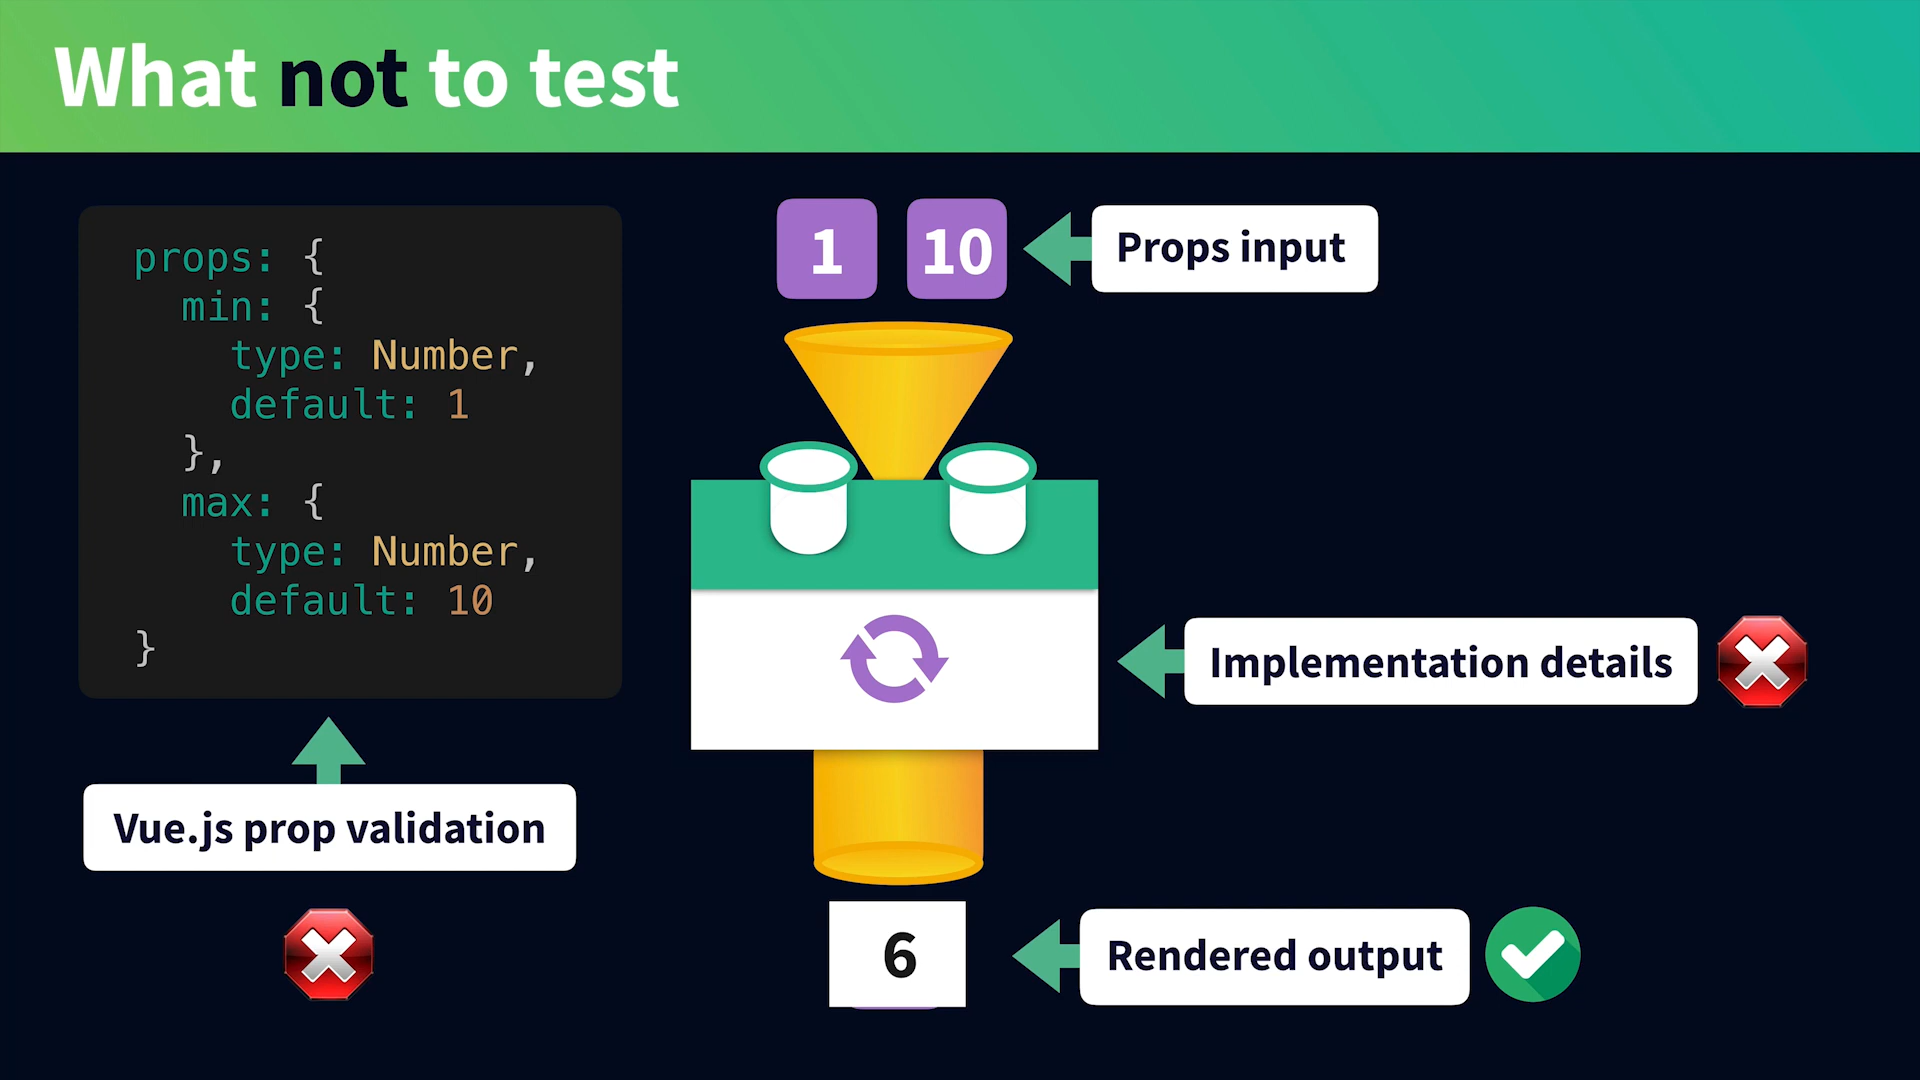 What not to test
props: {
min: {
type: Number,
default: 1
},
max: {
type: Number,
default: 10
}
Vue.js prop validation
1 10
Props input
Implementation details
6
Rendered output